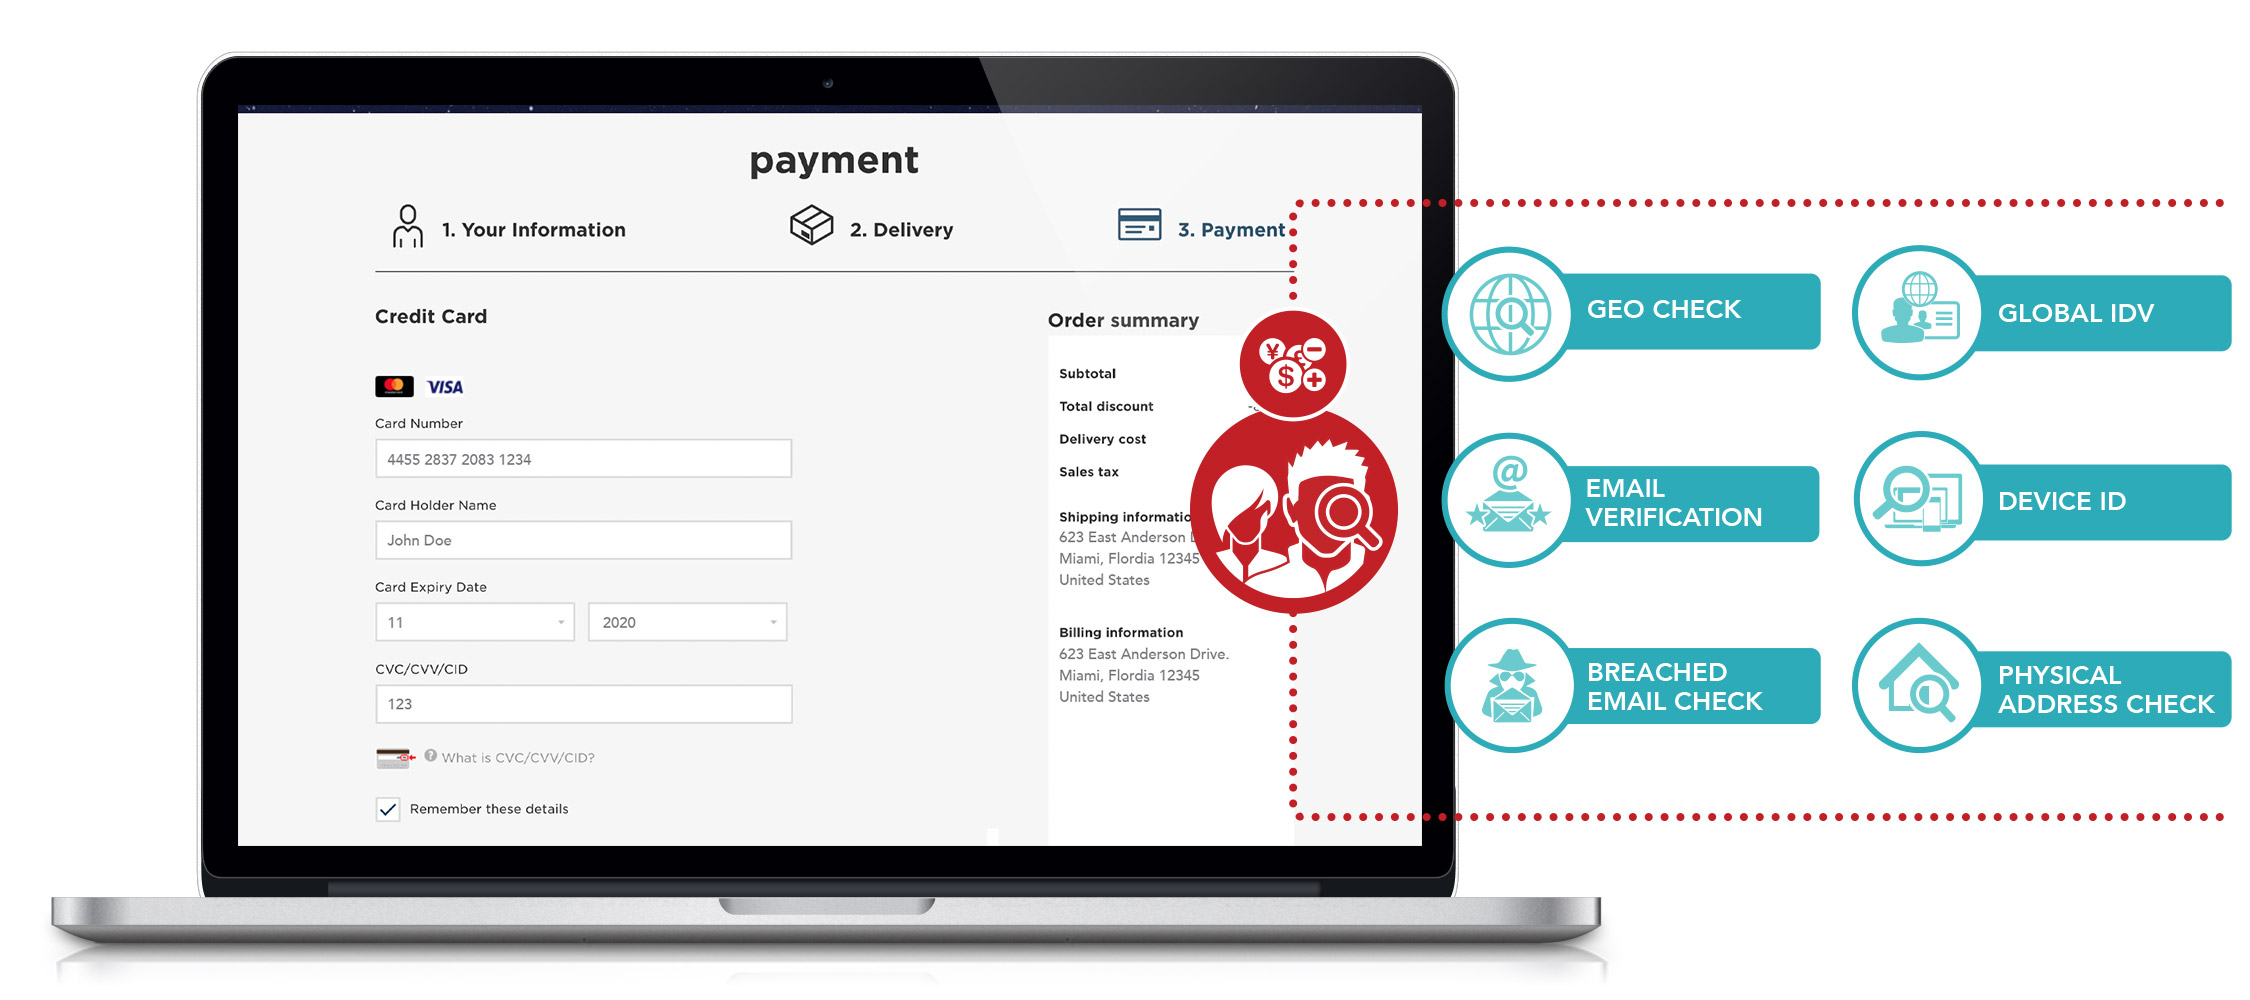 payment
1. Your Information
2. Delivery
3. Payment
Credit Card
VISA
Card Number
4455 2837 2083 1234
Card Holder Name
John Doe
Card Expiry Date
11
2020
CVC/CVV/CID
123
What is CVC/CVV/CID?
Remember these details
Order summary
Subtotal
Total discount
Delivery cost
Sales tax
Shipping informatio
623 East Anderson
Miami, Flordia 12345
United States
Billing information
623 East Anderson Drive.
Miami, Flordia 12345
United States
¥
$
GEO CHECK
GLOBAL IDV
@
EMAIL
VERIFICATION
DEVICE ID
BREACHED
EMAIL CHECK
PHYSICAL
ADDRESS CHECK